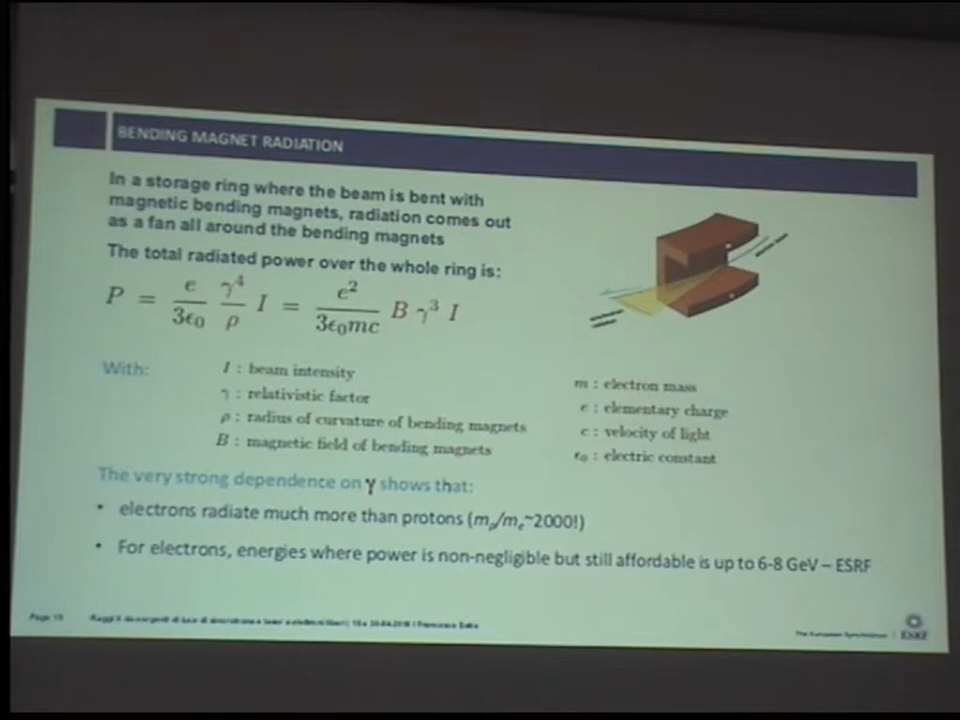 BENDING MAGNET RADIATION
In a storage ring where the beam is bent with
magnetic bending magnets, radiation comes out
as a fan all around the bending magnets
The total radiated power over the whole ring is:
P = e/3ϵ₀ γ⁴/ρ I = e²/3ϵ₀mc B γ³ I
With:
I : beam intensity
γ : relativistic factor
ρ : radius of curvature of bending magnets
B : magnetic field of bending magnets
m : electron mass
e : elementary charge
c : velocity of light
ϵ₀ : electric constant
The very strong dependence on γ shows that:
• electrons radiate much more than protons (mₚ/mₑ~2000!)
• For electrons, energies where power is non-negligible but still affordable is up to 6-8 GeV – ESRF
Page 13
The European Synchrotron | ESRF